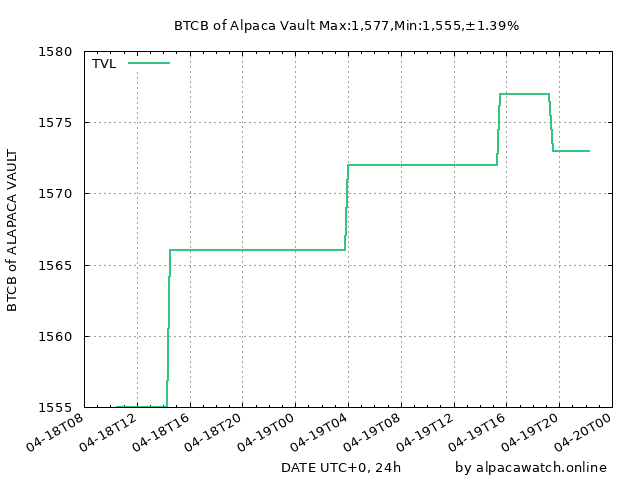 BTCB of Alpaca Vault Max:1,577,Min:1,555,±1.39%
TVL
1580
1575
1570
1565
1560
1555
BTCB of ALAPACA VAULT
04-18T08
04-18T12
04-18T16
04-18T20
04-19T00
04-19T04
04-19T08
04-19T12
04-19T16
04-19T20
04-20T00
DATE UTC+0, 24h
by alpacawatch.online